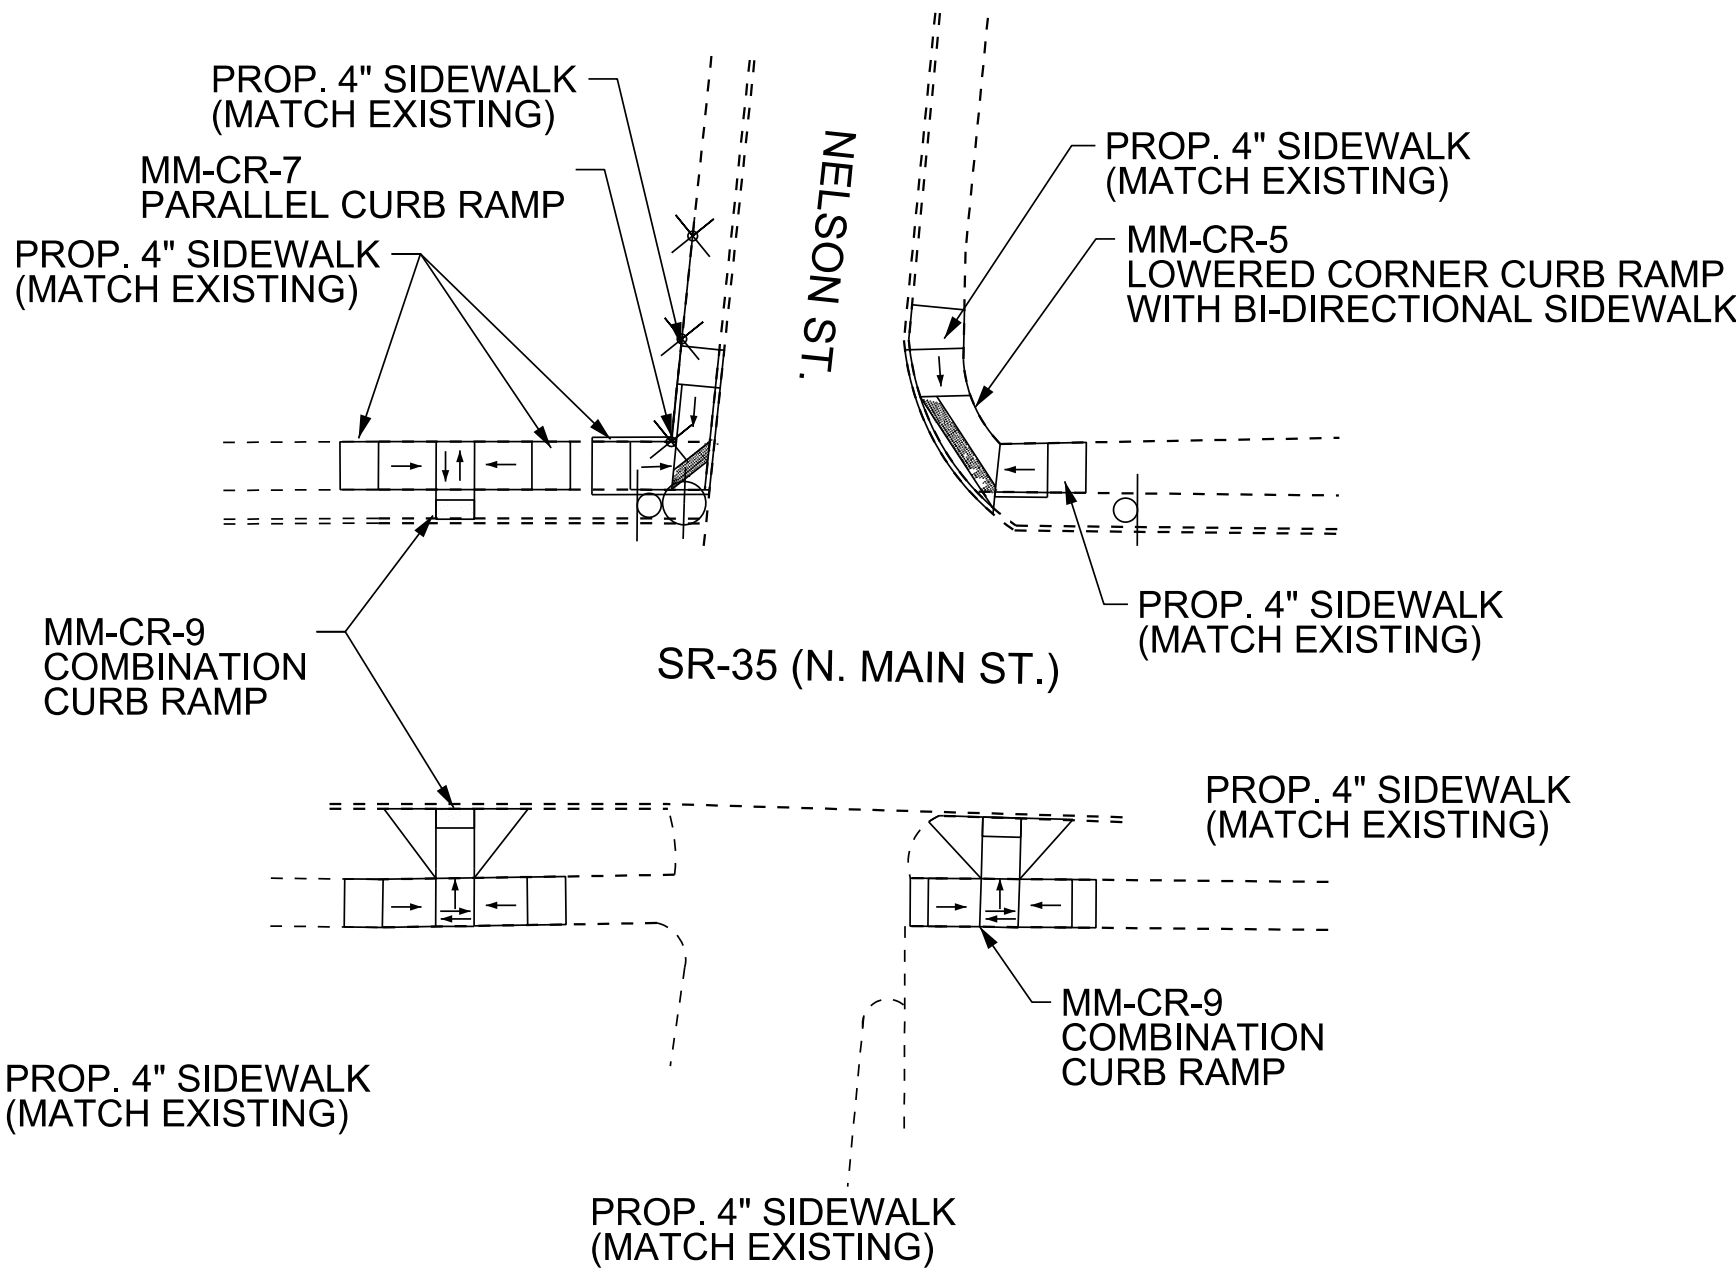 PROP. 4" SIDEWALK
(MATCH EXISTING)
MM-CR-7
PARALLEL CURB RAMP
PROP. 4" SIDEWALK
(MATCH EXISTING)
NELSON ST.
PROP. 4" SIDEWALK
(MATCH EXISTING)
MM-CR-5
LOWERED CORNER CURB RAMP
WITH BI-DIRECTIONAL SIDEWALK
MM-CR-9
COMBINATION
CURB RAMP
SR-35 (N. MAIN ST.)
PROP. 4" SIDEWALK
(MATCH EXISTING)
PROP. 4" SIDEWALK
(MATCH EXISTING)
MM-CR-9
COMBINATION
CURB RAMP
PROP. 4" SIDEWALK
(MATCH EXISTING)
PROP. 4" SIDEWALK
(MATCH EXISTING)